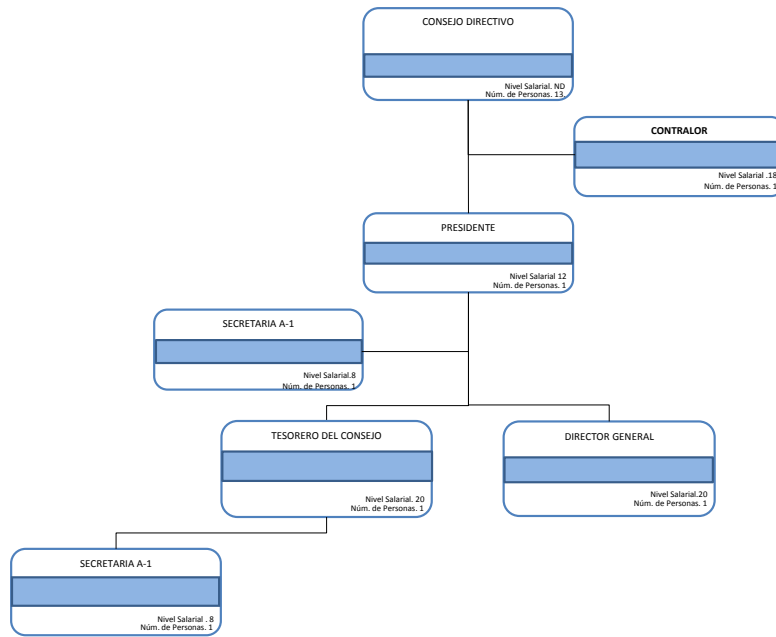 CONSEJO DIRECTIVO
Nivel Salarial. ND
Núm. de Personas. 13.
CONTRALOR
Nivel Salarial .18
Núm. de Personas. 1
PRESIDENTE
Nivel Salarial 12
Núm. de Personas. 1
SECRETARIA A-1
Nivel Salarial.8
Núm. de Personas. 1
TESORERO DEL CONSEJO
Nivel Salarial. 20
Núm. de Personas. 1
DIRECTOR GENERAL
Nivel Salarial.20
Núm. de Personas. 1
SECRETARIA A-1
Nivel Salarial . 8
Núm. de Personas. 1